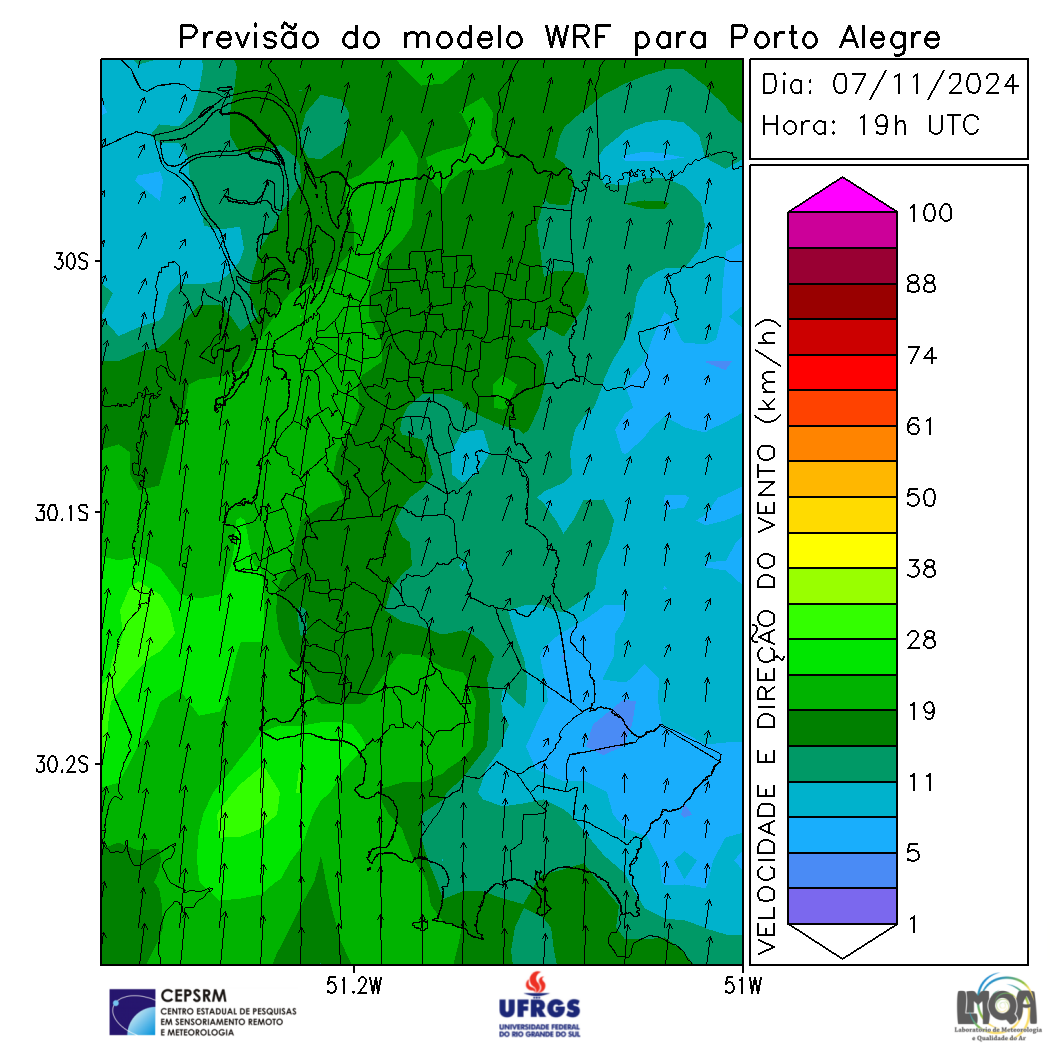 Previsão do modelo WRF para Porto Alegre
Dia: 07/11/2024
Hora: 19h UTC
30S
30.1S
30.2S
51.2W
51W
VELOCIDADE E DIREÇÃO DO VENTO (km/h)
100
88
74
61
50
38
28
19
11
5
1
CEPSRM
CENTRO ESTADUAL DE PESQUISAS
EM SENSORIAMENTO REMOTO
E METEOROLOGIA
UFRGS
UNIVERSIDADE FEDERAL
DO RIO GRANDE DO SUL
LMQA
Laboratório de Meteorologia
e Qualidade do Ar